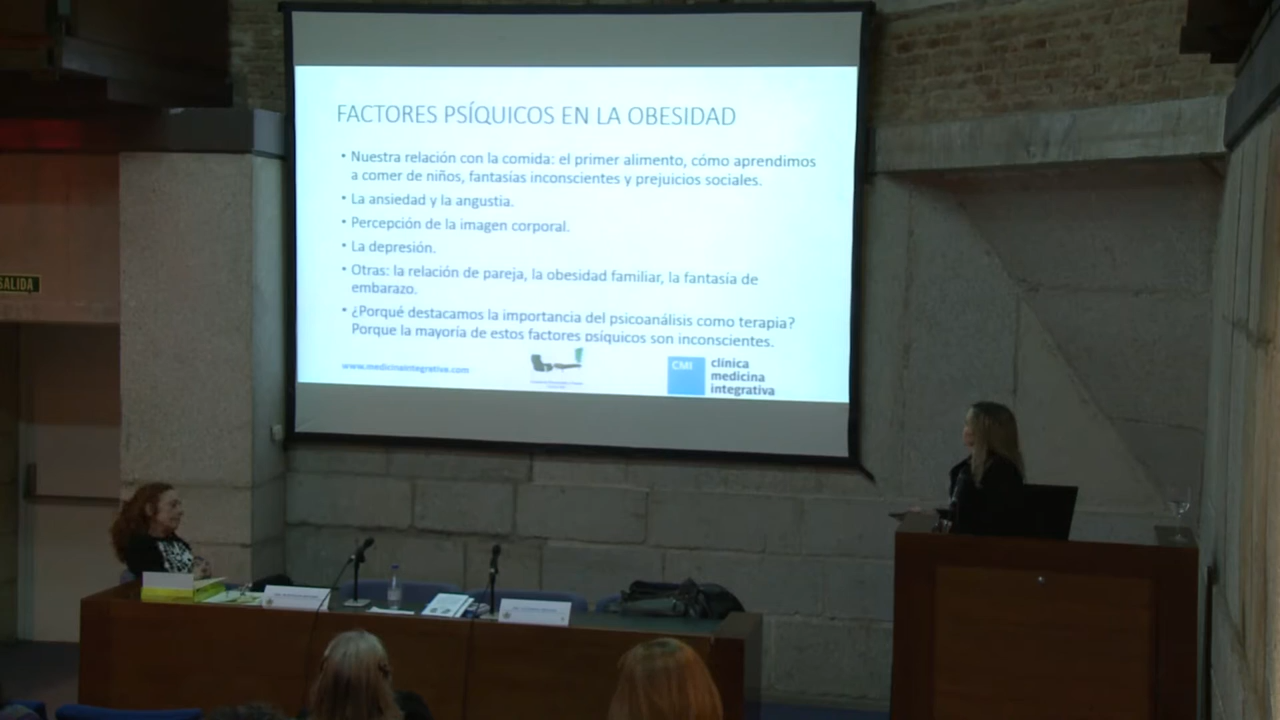 FACTORES PSÍQUICOS EN LA OBESIDAD
• Nuestra relación con la comida: el primer alimento, cómo aprendimos
a comer de niños, fantasías inconscientes y prejuicios sociales.
• La ansiedad y la angustia.
• Percepción de la imagen corporal.
• La depresión.
• Otras: la relación de pareja, la obesidad familiar, la fantasía de
embarazo.
• ¿Porqué destacamos la importancia del psicoanálisis como terapia?
Porque la mayoría de estos factores psíquicos son inconscientes.
www.medicinaintegrativa.com
CMI
clínica
medicina
integrativa
SALIDA